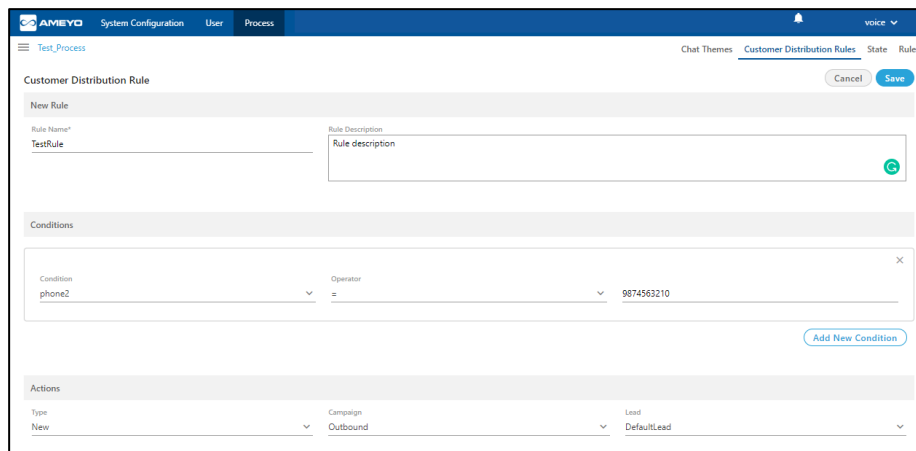 AMEYO System Configuration User Process voice
Test_Process Chat Themes Customer Distribution Rules State Rule
Customer Distribution Rule Cancel Save
New Rule
Rule Name* Rule Description
TestRule Rule description
Conditions
Condition Operator
phone2 = 9874563210
Add New Condition
Actions
Type Campaign Lead
New Outbound DefaultLead